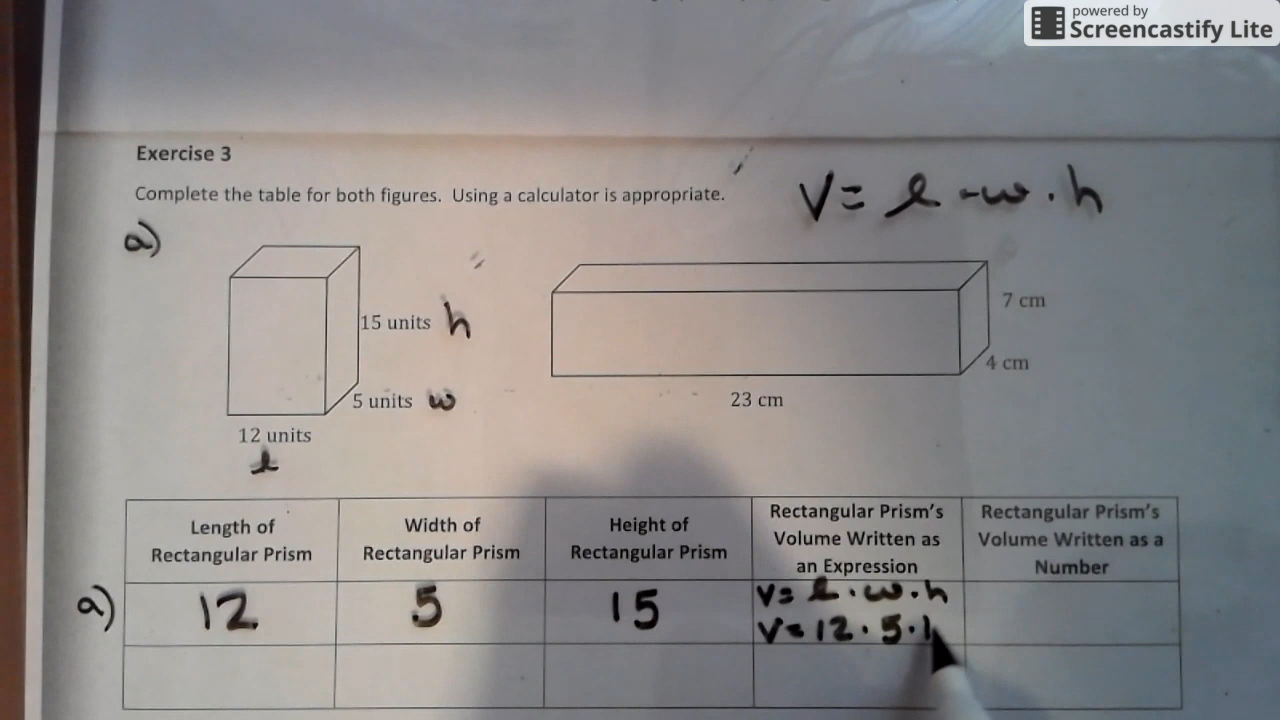 powered by
Screencastify Lite
Exercise 3
Complete the table for both figures. Using a calculator is appropriate.
V = l · w · h
a)
15 units h
5 units w
12 units
l
7 cm
4 cm
23 cm
Length of
Rectangular Prism
Width of
Rectangular Prism
Height of
Rectangular Prism
Rectangular Prism's
Volume Written as
an Expression
Rectangular Prism's
Volume Written as a
Number
a)
12
5
15
V= l · w · h
V= 12 · 5 · 1